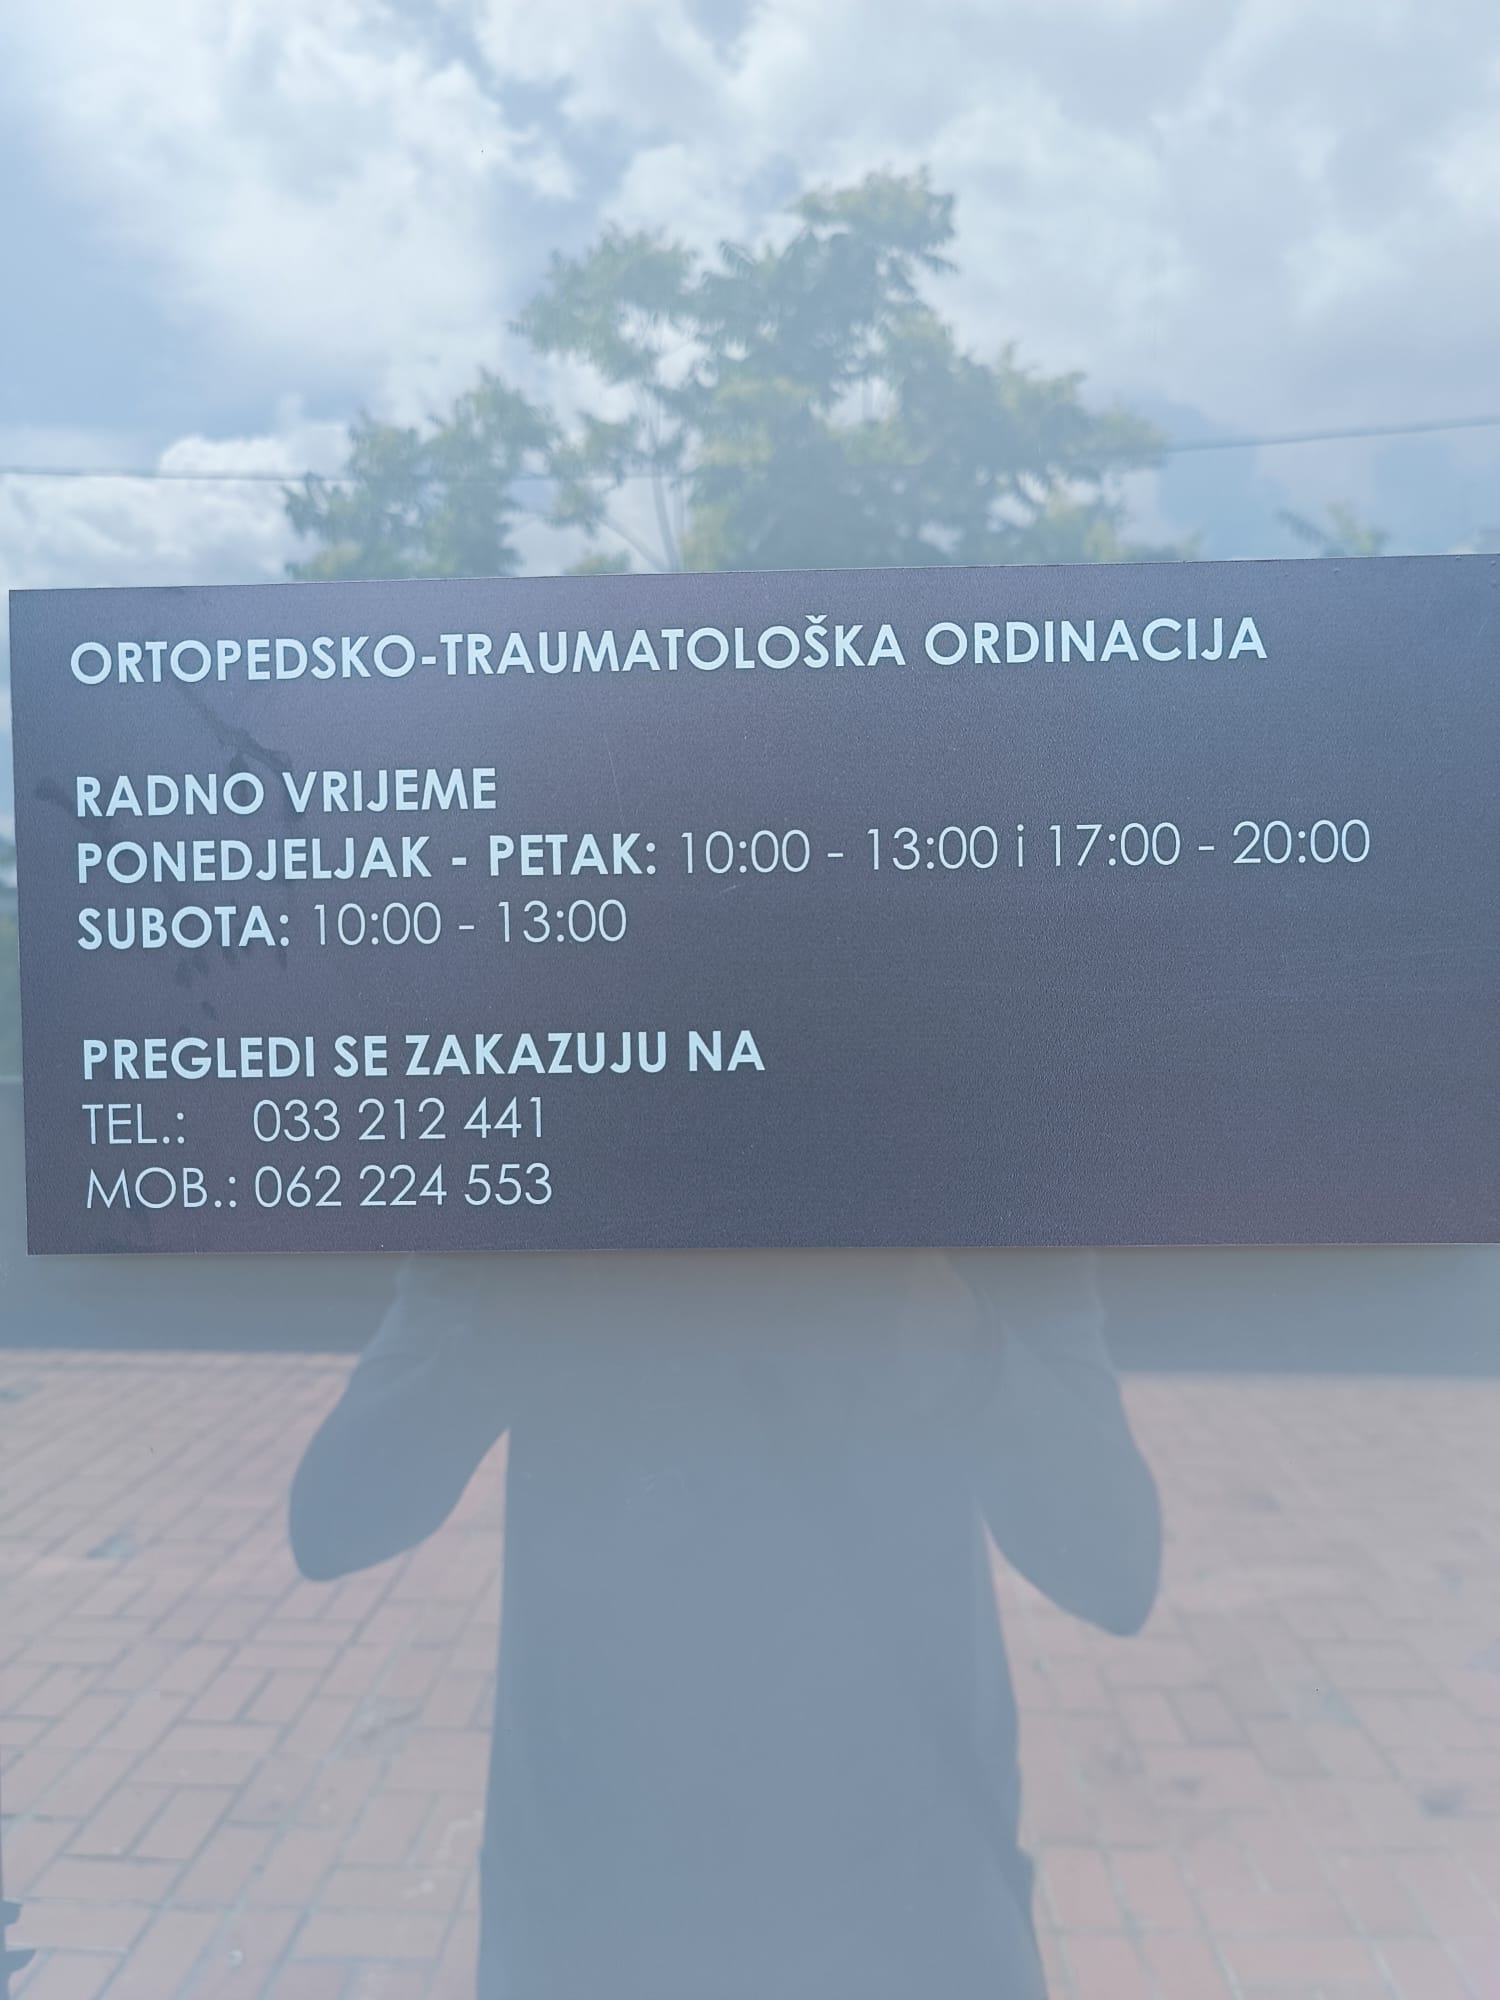 ORTOPEDSKO-TRAUMATOLOŠKA ORDINACIJA
RADNO VRIJEME
PONEDJELJAK - PETAK: 10:00 - 13:00 i 17:00 - 20:00
SUBOTA: 10:00 - 13:00
PREGLEDI SE ZAKAZUJU NA
TEL.: 033 212 441
MOB.: 062 224 553